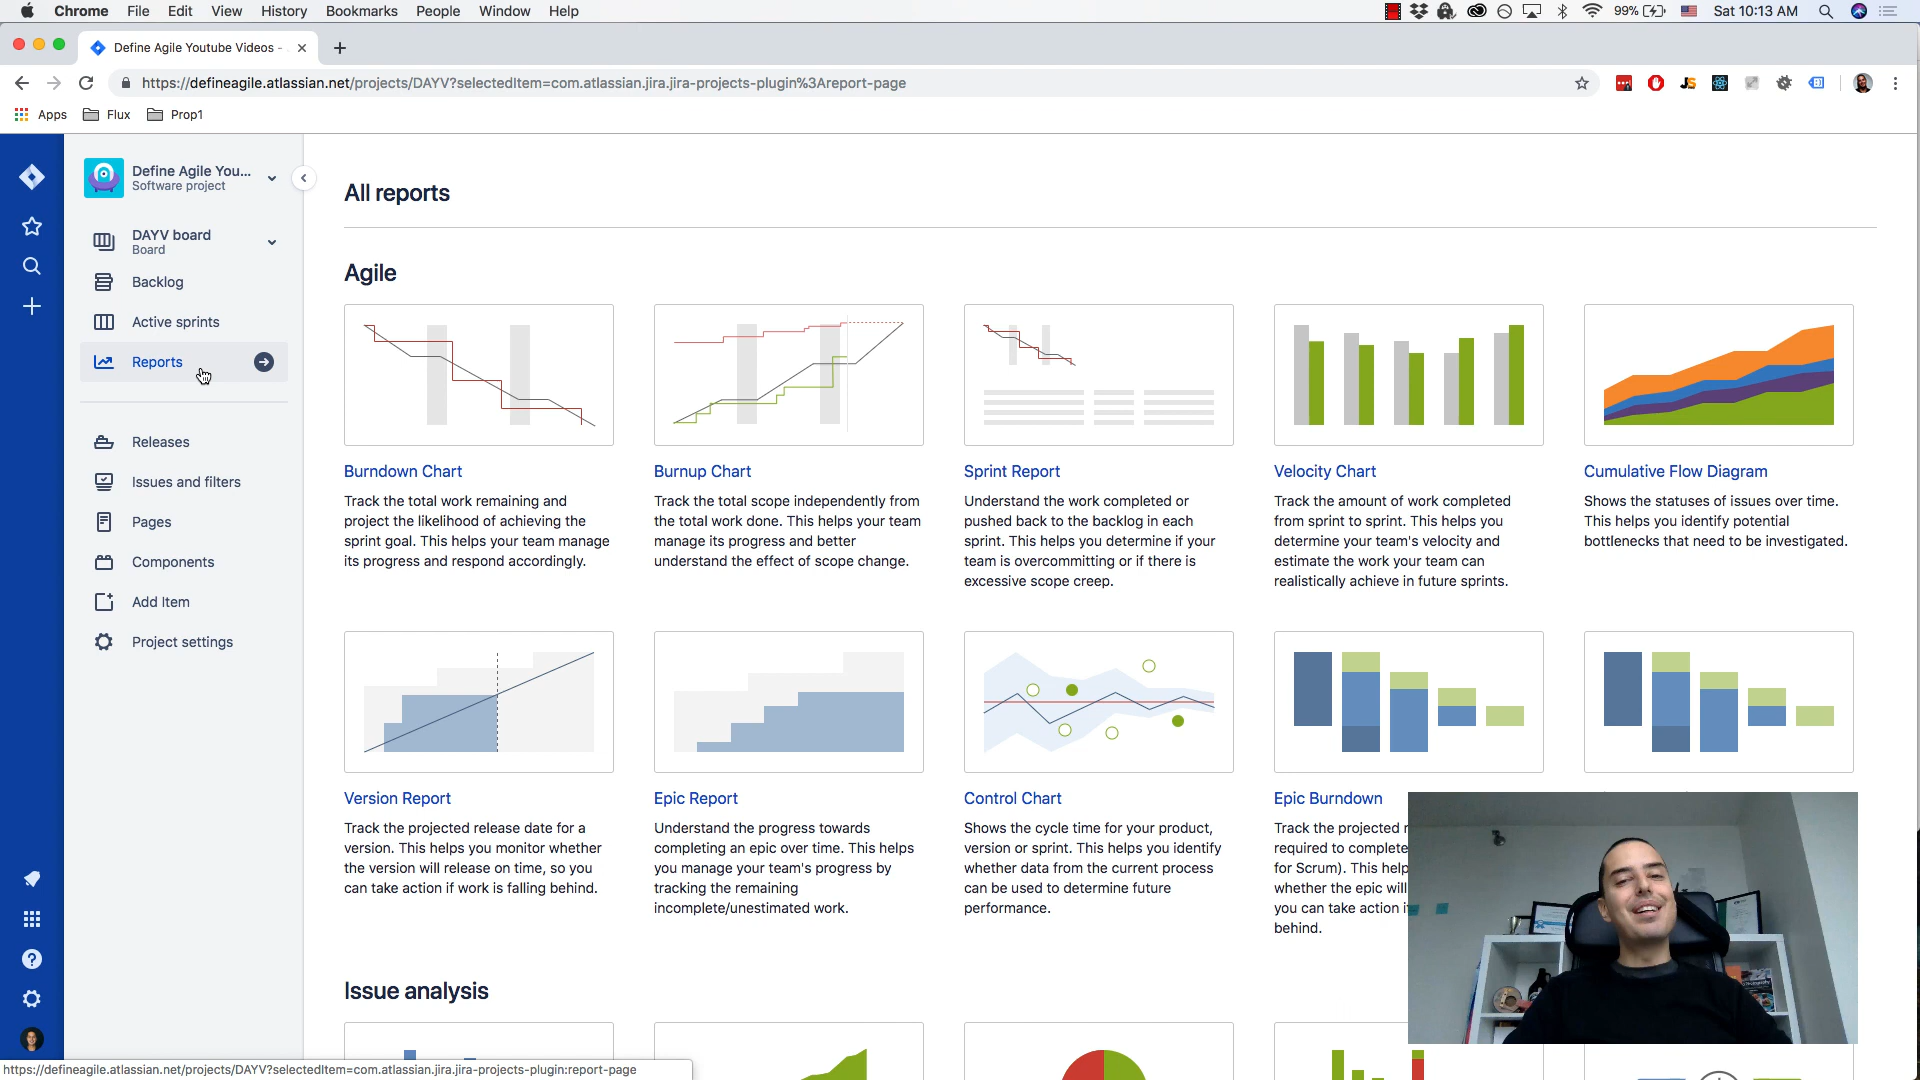 Chrome File Edit View History Bookmarks People Window Help
99% Sat 10:13 AM
Define Agile Youtube Videos -
https://defineagile.atlassian.net/projects/DAYV?selectedItem=com.atlassian.jira.jira-projects-plugin%3Areport-page
Apps Flux Prop1
Define Agile You...
Software project
DAYV board
Board
Backlog
Active sprints
Reports
Releases
Issues and filters
Pages
Components
Add Item
Project settings
All reports
Agile
Burndown Chart
Track the total work remaining and
project the likelihood of achieving the
sprint goal. This helps your team manage
its progress and respond accordingly.
Burnup Chart
Track the total scope independently from
the total work done. This helps your team
manage its progress and better
understand the effect of scope change.
Sprint Report
Understand the work completed or
pushed back to the backlog in each
sprint. This helps you determine if your
team is overcommitting or if there is
excessive scope creep.
Velocity Chart
Track the amount of work completed
from sprint to sprint. This helps you
determine your team's velocity and
estimate the work your team can
realistically achieve in future sprints.
Cumulative Flow Diagram
Shows the statuses of issues over time.
This helps you identify potential
bottlenecks that need to be investigated.
Version Report
Track the projected release date for a
version. This helps you monitor whether
the version will release on time, so you
can take action if work is falling behind.
Epic Report
Understand the progress towards
completing an epic over time. This helps
you manage your team's progress by
tracking the remaining
incomplete/unestimated work.
Control Chart
Shows the cycle time for your product,
version or sprint. This helps you identify
whether data from the current process
can be used to determine future
performance.
Epic Burndown
Track the projected
required to complete
for Scrum). This help
whether the epic will
you can take action
behind.
Issue analysis
https://defineagile.atlassian.net/projects/DAYV?selectedItem=com.atlassian.jira.jira-projects-plugin:report-page